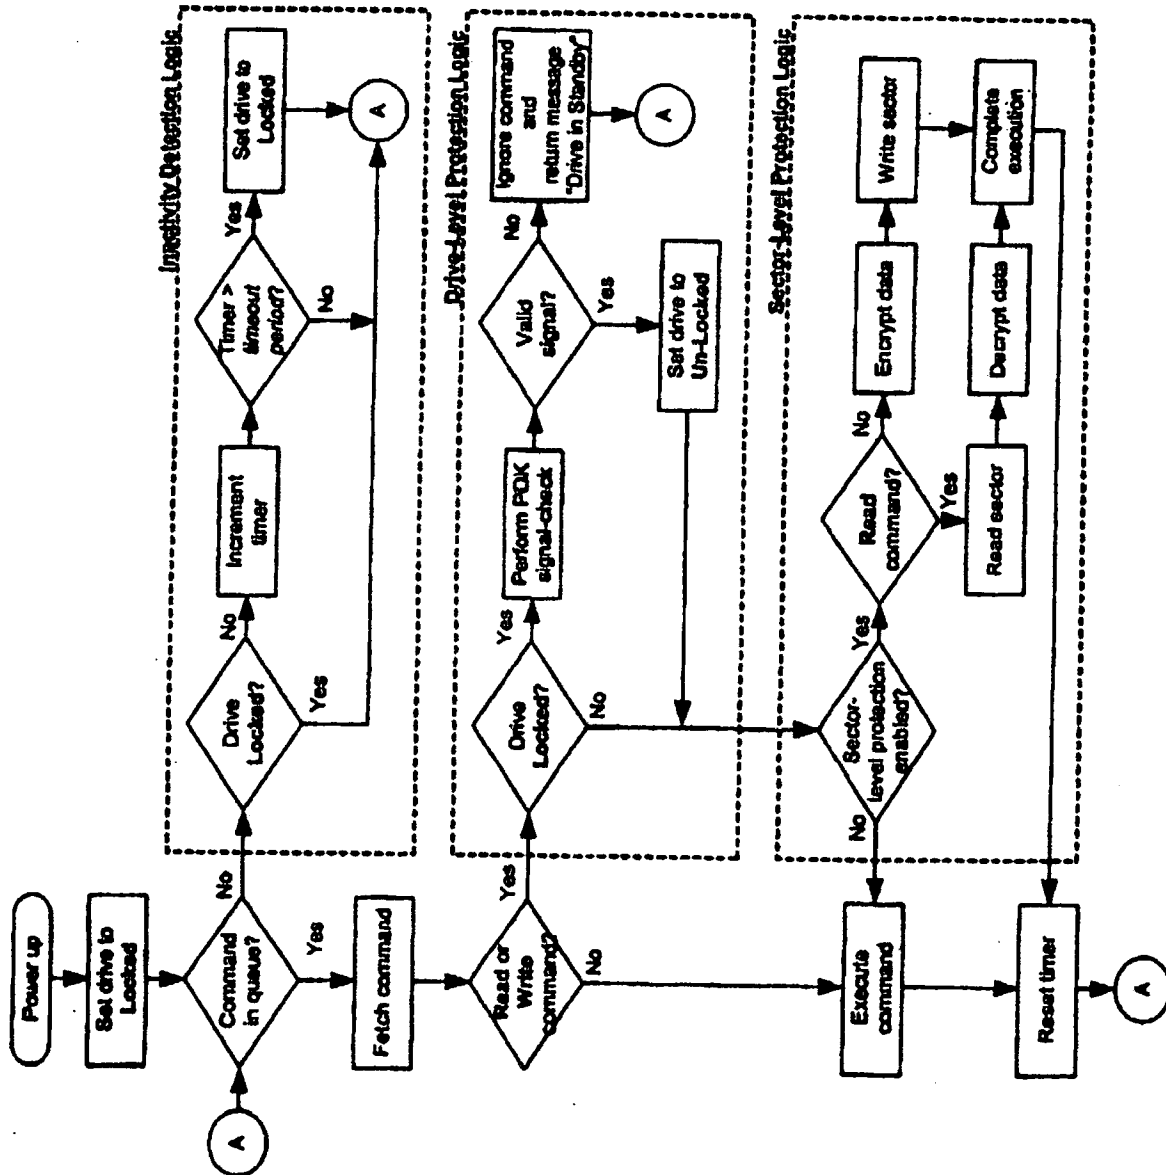 Power up
Set drive to
Locked
A
Command
in queue?
No
Yes
Inactivity Detection Logic
Drive
Locked?
No
Yes
Increment
timer
Timer >
timeout
period?
Yes
No
Set drive to
Locked
A
Fetch command
Read or
Write
command?
Yes
No
Drive-Level Protection Logic
Drive
Locked?
Yes
No
Perform POK
signal-check
Valid
signal?
No
Yes
Ignore command
and
return message
"Drive in Standby"
A
Set drive to
Un-Locked
Sector-Level Protection Logic
Sector-
level protection
enabled?
Yes
No
Read
command?
No
Yes
Encrypt data
Write sector
Read sector
Decrypt data
Complete
execution
Execute
command
Reset timer
A